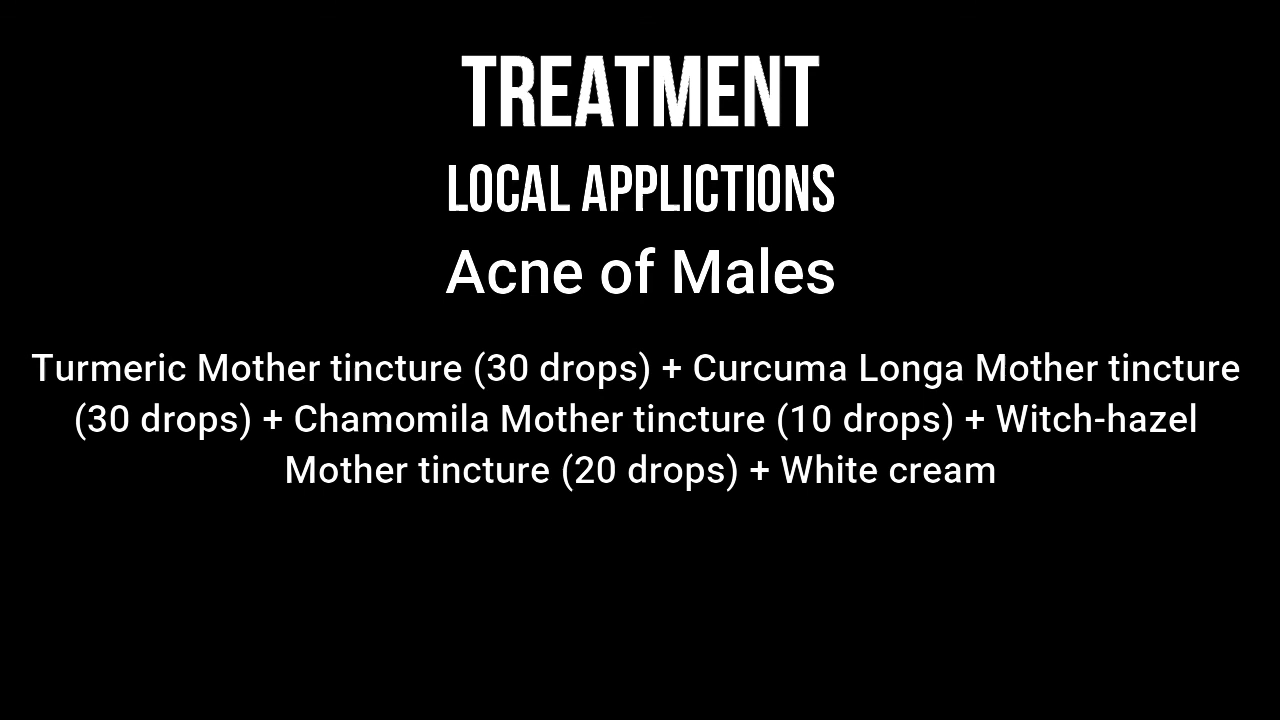 TREATMENT
LOCAL APPLICTIONS
Acne of Males
Turmeric Mother tincture (30 drops) + Curcuma Longa Mother tincture
(30 drops) + Chamomila Mother tincture (10 drops) + Witch-hazel
Mother tincture (20 drops) + White cream